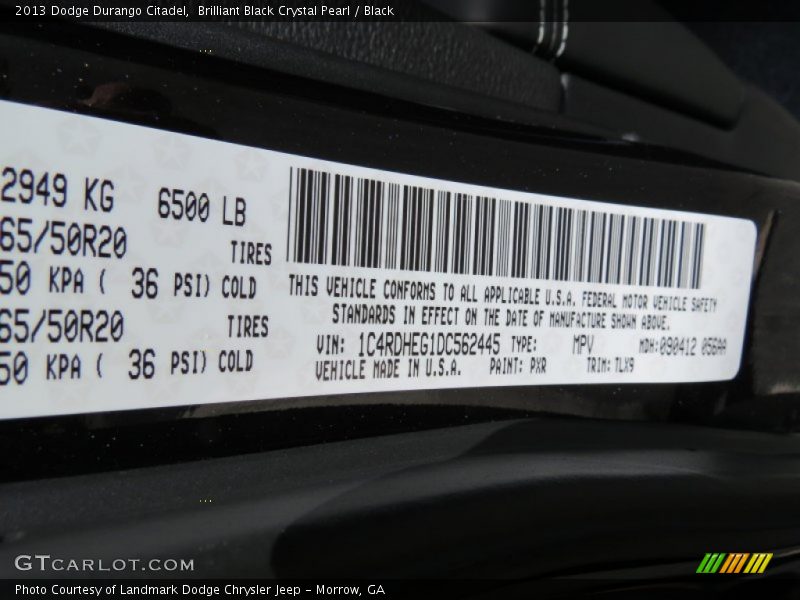 2013 Dodge Durango Citadel, Brilliant Black Crystal Pearl / Black
2949 KG 6500 LB
65/50R20 TIRES
50 KPA ( 36 PSI) COLD
65/50R20 TIRES
50 KPA ( 36 PSI) COLD
THIS VEHICLE CONFORMS TO ALL APPLICABLE U.S.A. FEDERAL MOTOR VEHICLE SAFETY
STANDARDS IN EFFECT ON THE DATE OF MANUFACTURE SHOWN ABOVE.
VIN: 1C4RDHEG1DC562445 TYPE: MPV MDH:090412 056AA
VEHICLE MADE IN U.S.A. PAINT: PXR TRIM: TLX9
GTCARLOT.COM
Photo Courtesy of Landmark Dodge Chrysler Jeep - Morrow, GA